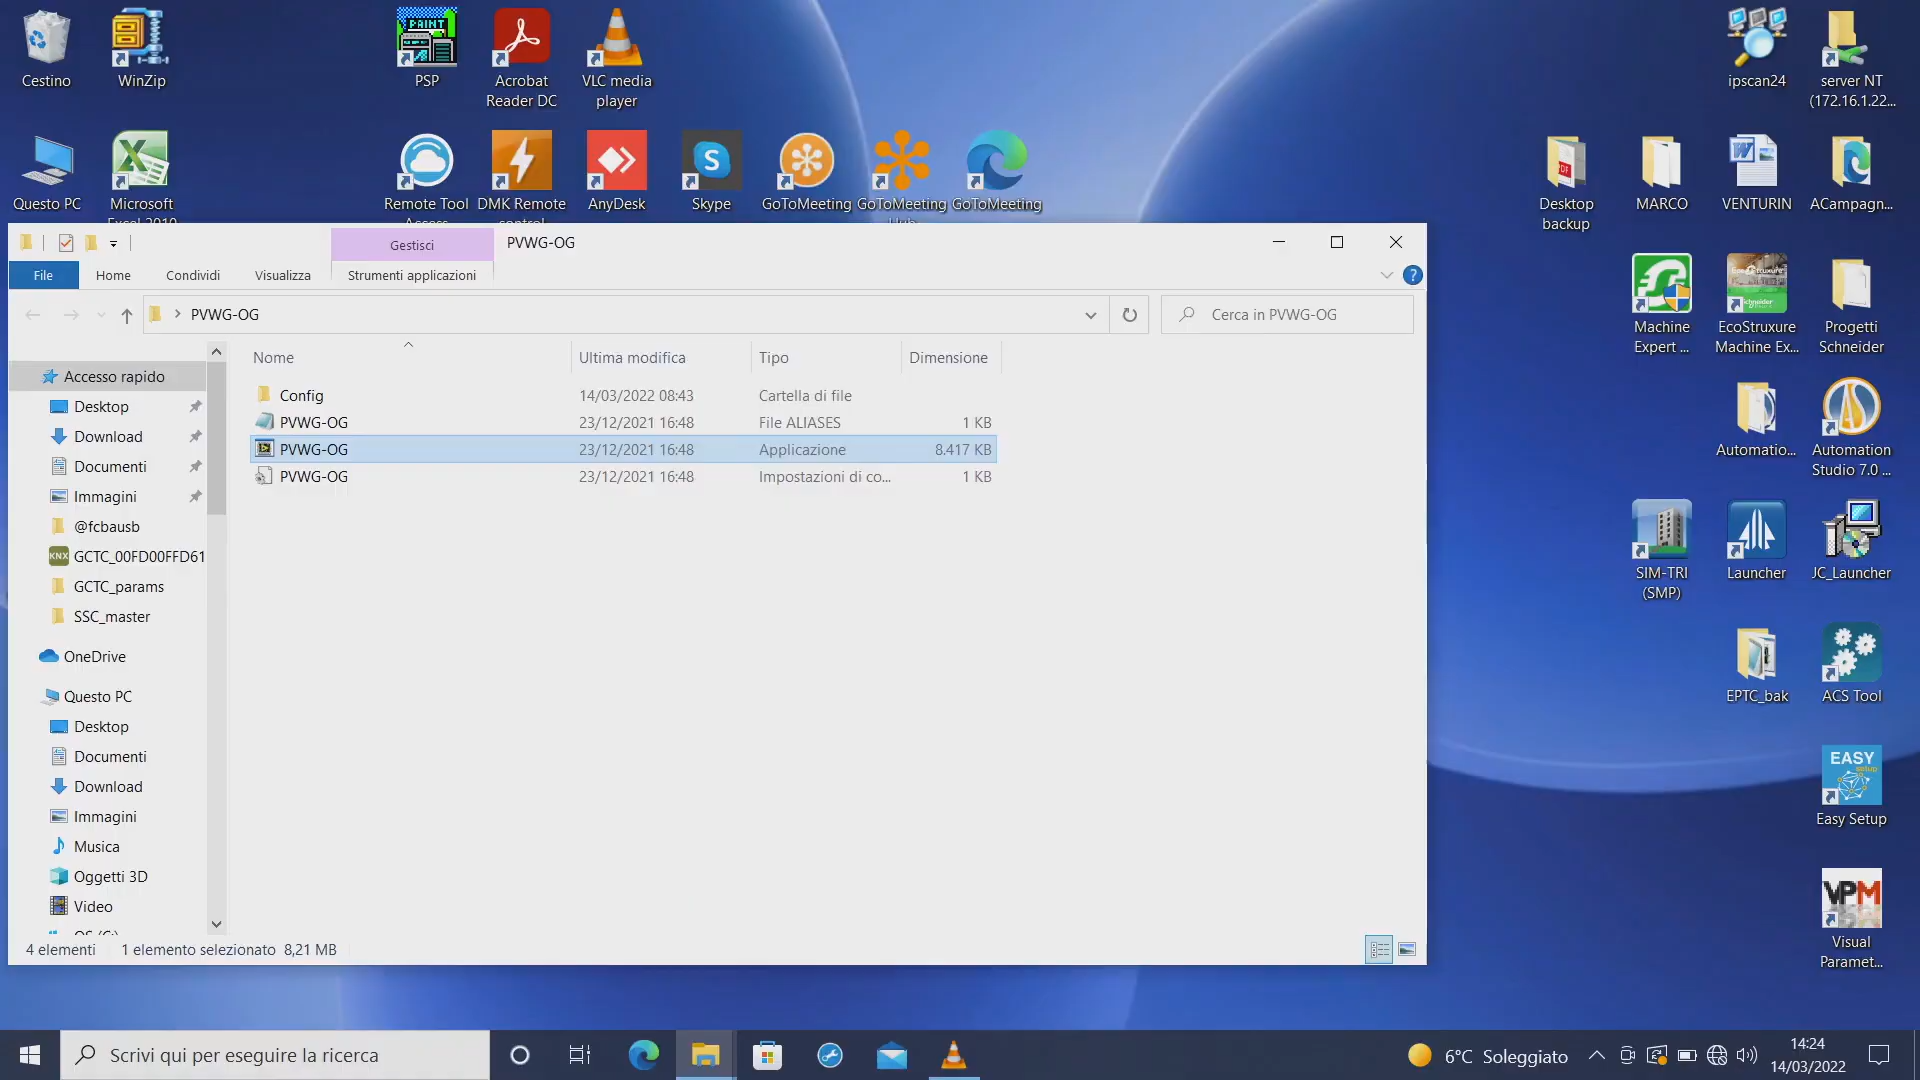 Cestino
WinZip
PSP
Acrobat
Reader DC
VLC media
player
ipscan24
server NT
(172.16.1.22...
Questo PC
Microsoft
Excel 2010
Remote Tool
Access
DMK Remote
control
AnyDesk
Skype
GoToMeeting
GoToMeeting
Hub
GoToMeeting
Desktop
backup
MARCO
VENTURIN
ACampagn...
Gestisci
PVWG-OG
File
Home
Condividi
Visualizza
Strumenti applicazioni
PVWG-OG
Cerca in PVWG-OG
Machine
Expert ...
EcoStruxure
Machine Ex...
Progetti
Schneider
Nome
Ultima modifica
Tipo
Dimensione
Accesso rapido
Desktop
Download
Documenti
Immagini
@fcbausb
GCTC_00FD00FFD61
GCTC_params
SSC_master
OneDrive
Questo PC
Desktop
Documenti
Download
Immagini
Musica
Oggetti 3D
Video
OS (C:)
Config 14/03/2022 08:43 Cartella di file
PVWG-OG 23/12/2021 16:48 File ALIASES 1 KB
PVWG-OG 23/12/2021 16:48 Applicazione 8.417 KB
PVWG-OG 23/12/2021 16:48 Impostazioni di co... 1 KB
Automatio...
Automation
Studio 7.0 ...
SIM-TRI
(SMP)
Launcher
JC_Launcher
EPTC_bak
ACS Tool
EASY
setup
Easy Setup
VPM
Visual
Paramet...
4 elementi
1 elemento selezionato 8,21 MB
Scrivi qui per eseguire la ricerca
6°C Soleggiato
14:24
14/03/2022